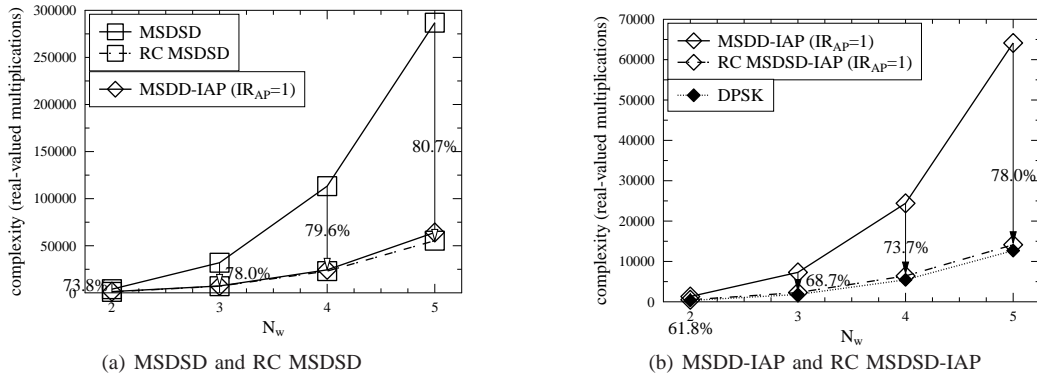 300000
250000
200000
150000
100000
50000
0
complexity (real-valued multiplications)
MSDSD
RC MSDSD
MSDD-IAP (IR_AP=1)
80.7%
79.6%
78.0%
73.8%
2 3 4 5
N_w
(a) MSDSD and RC MSDSD
70000
60000
50000
40000
30000
20000
10000
0
complexity (real-valued multiplications)
MSDD-IAP (IR_AP=1)
RC MSDSD-IAP (IR_AP=1)
DPSK
78.0%
73.7%
68.7%
61.8%
2 3 4 5
N_w
(b) MSDD-IAP and RC MSDSD-IAP